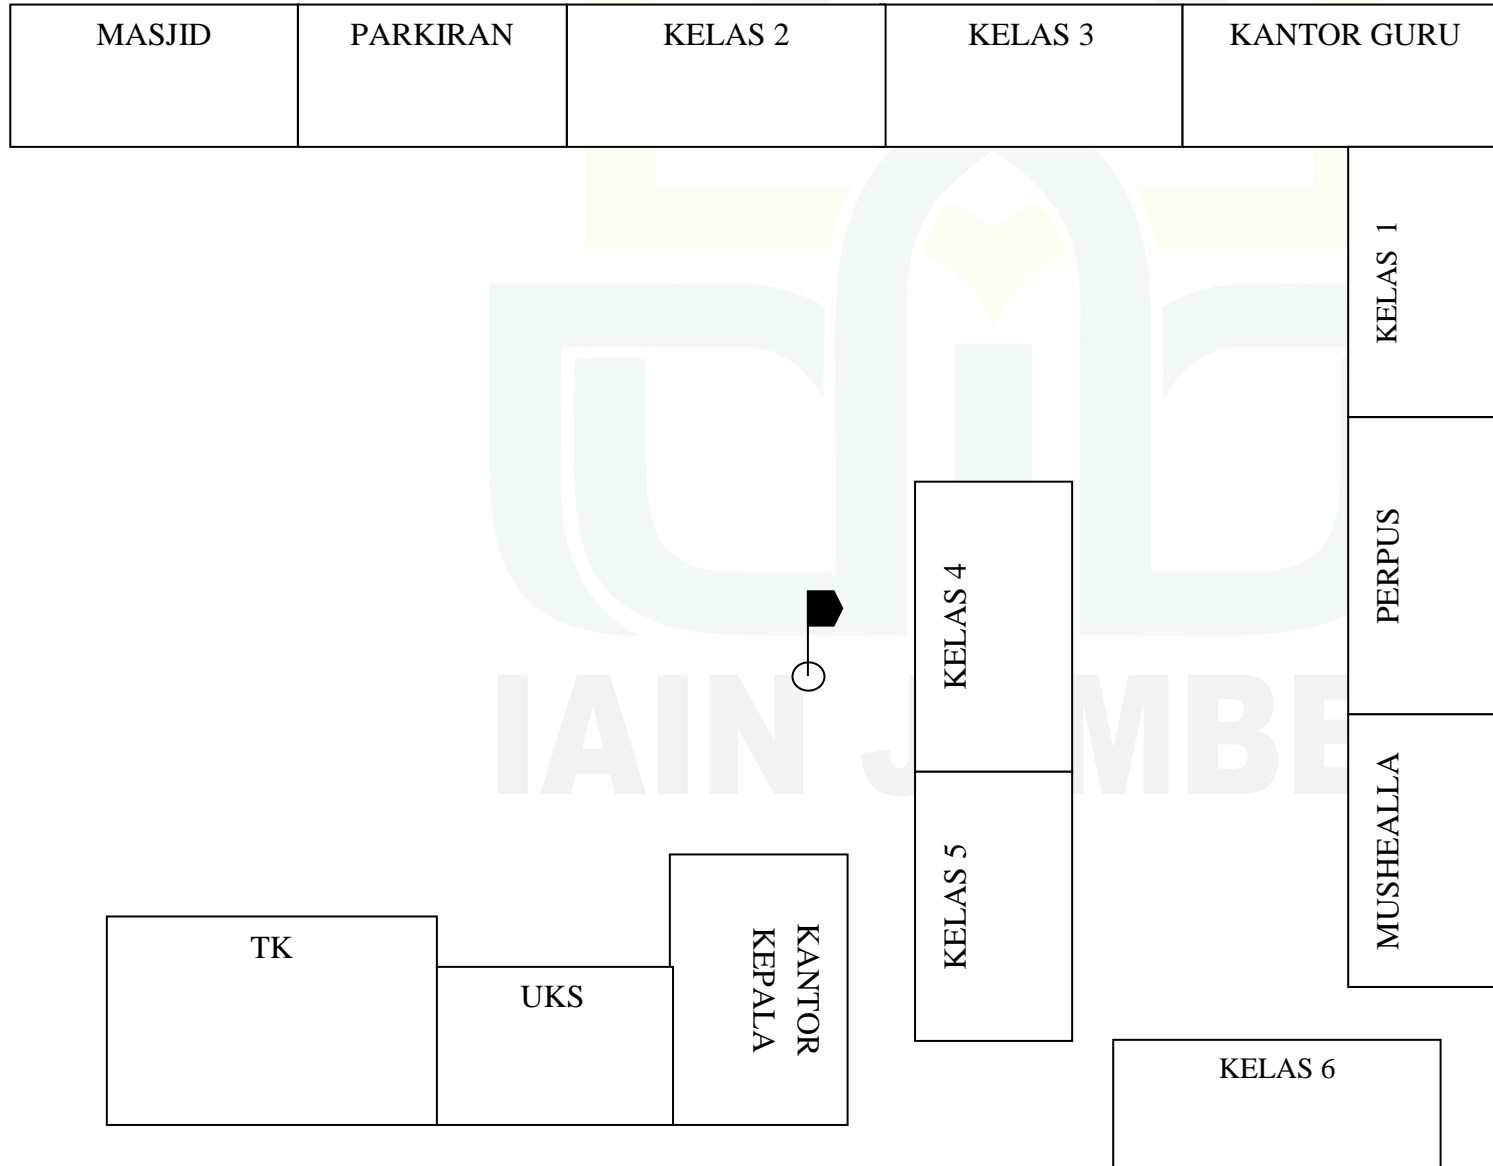 MASJID
PARKIRAN
KELAS 2
KELAS 3
KANTOR GURU
KELAS 1
PERPUS
MUSHEALLA
KELAS 4
KELAS 5
KANTOR
KEPALA
TK
UKS
KELAS 6
IAIN J MBE